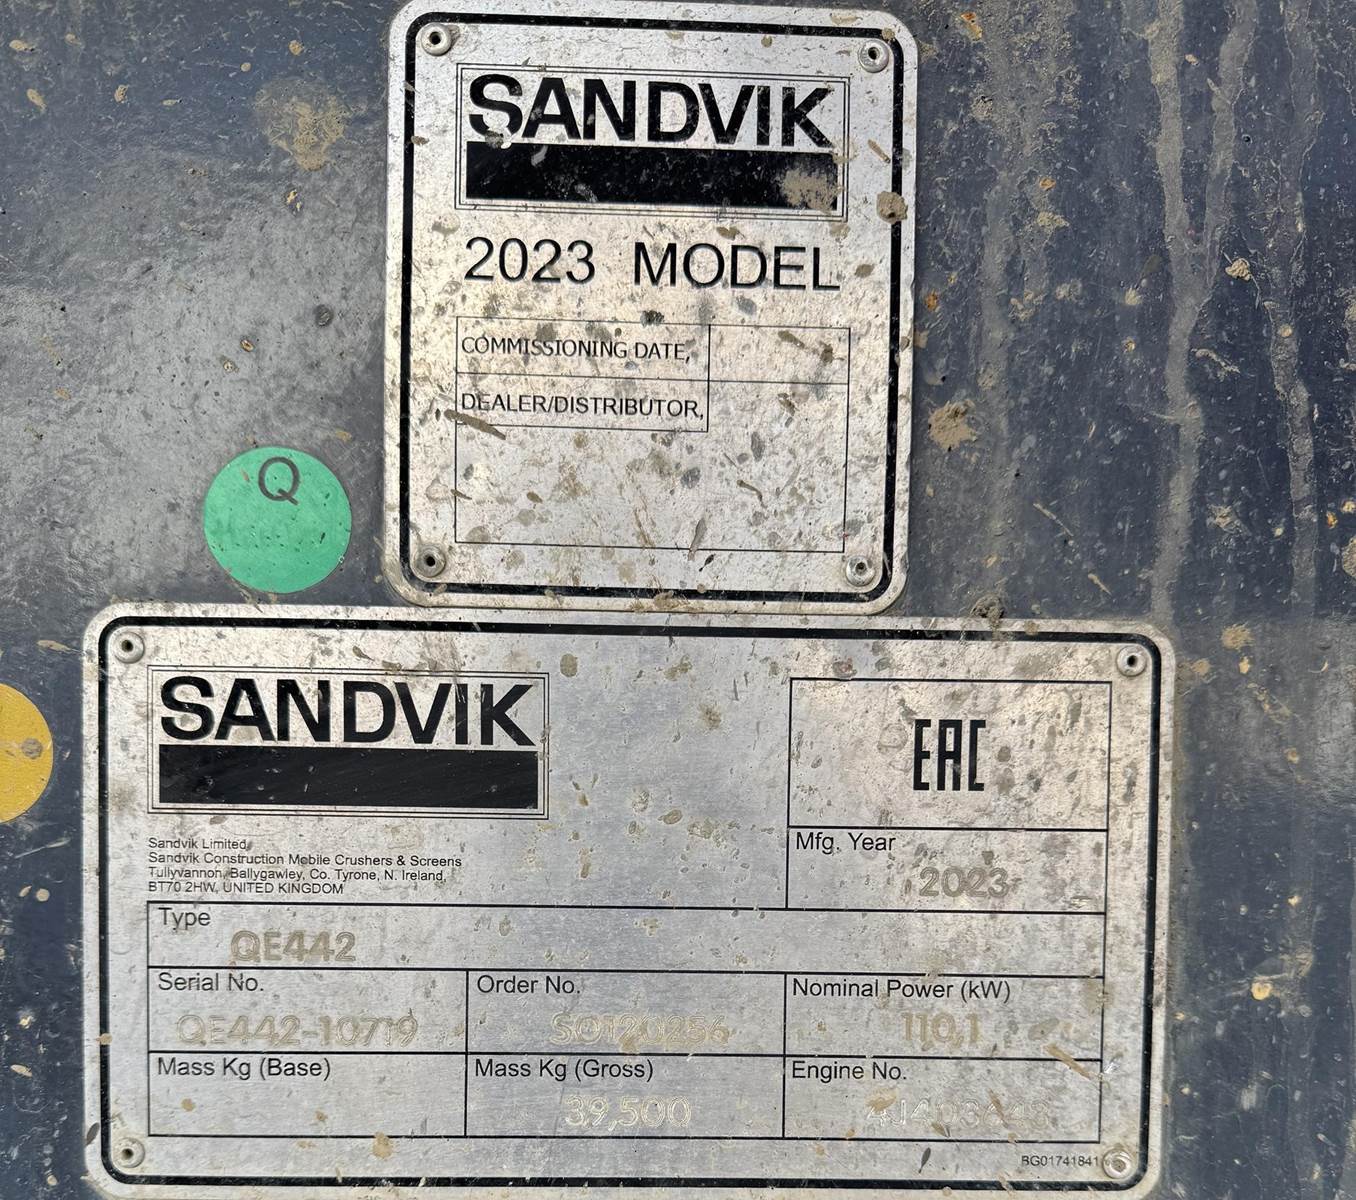 SANDVIK
2023 MODEL
COMMISSIONING DATE,
DEALER/DISTRIBUTOR,
Q
SANDVIK
EAC
Sandvik Limited,
Sandvik Construction Mobile Crushers & Screens
Tullyvannon, Ballygawley, Co. Tyrone, N. Ireland,
BT70 2HW, UNITED KINGDOM
Mfg. Year
2023
Type
QE442
Serial No. Order No. Nominal Power (kW)
QE442-10719 SO120256 110,1
Mass Kg (Base) Mass Kg (Gross) Engine No.
39,500
BG01741841